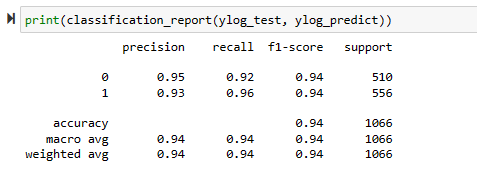 print(classification_report(ylog_test, ylog_predict))
precision recall f1-score support
0 0.95 0.92 0.94 510
1 0.93 0.96 0.94 556
accuracy 0.94 1066
macro avg 0.94 0.94 0.94 1066
weighted avg 0.94 0.94 0.94 1066